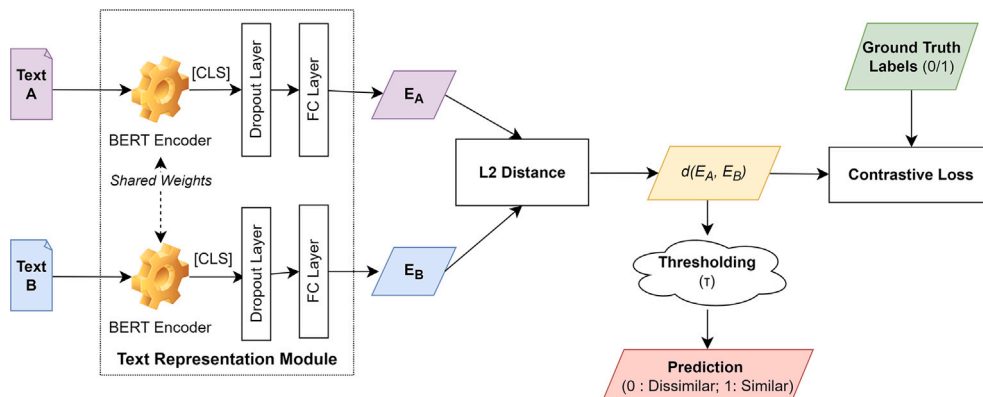 Text
A
[CLS]
BERT Encoder
Dropout Layer
FC Layer
E_A
Shared Weights
Text
B
[CLS]
BERT Encoder
Dropout Layer
FC Layer
E_B
Text Representation Module
L2 Distance
d(E_A, E_B)
Ground Truth
Labels (0/1)
Contrastive Loss
Thresholding
(τ)
Prediction
(0 : Dissimilar; 1: Similar)